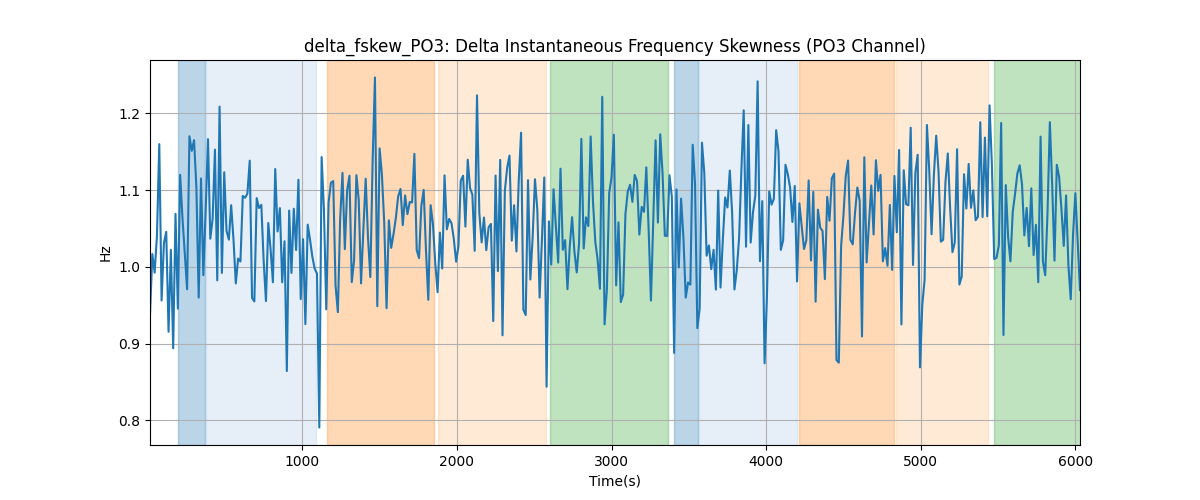 delta_fskew_PO3: Delta Instantaneous Frequency Skewness (PO3 Channel)
Hz
1.2
1.1
1.0
0.9
0.8
1000 2000 3000 4000 5000 6000
Time(s)